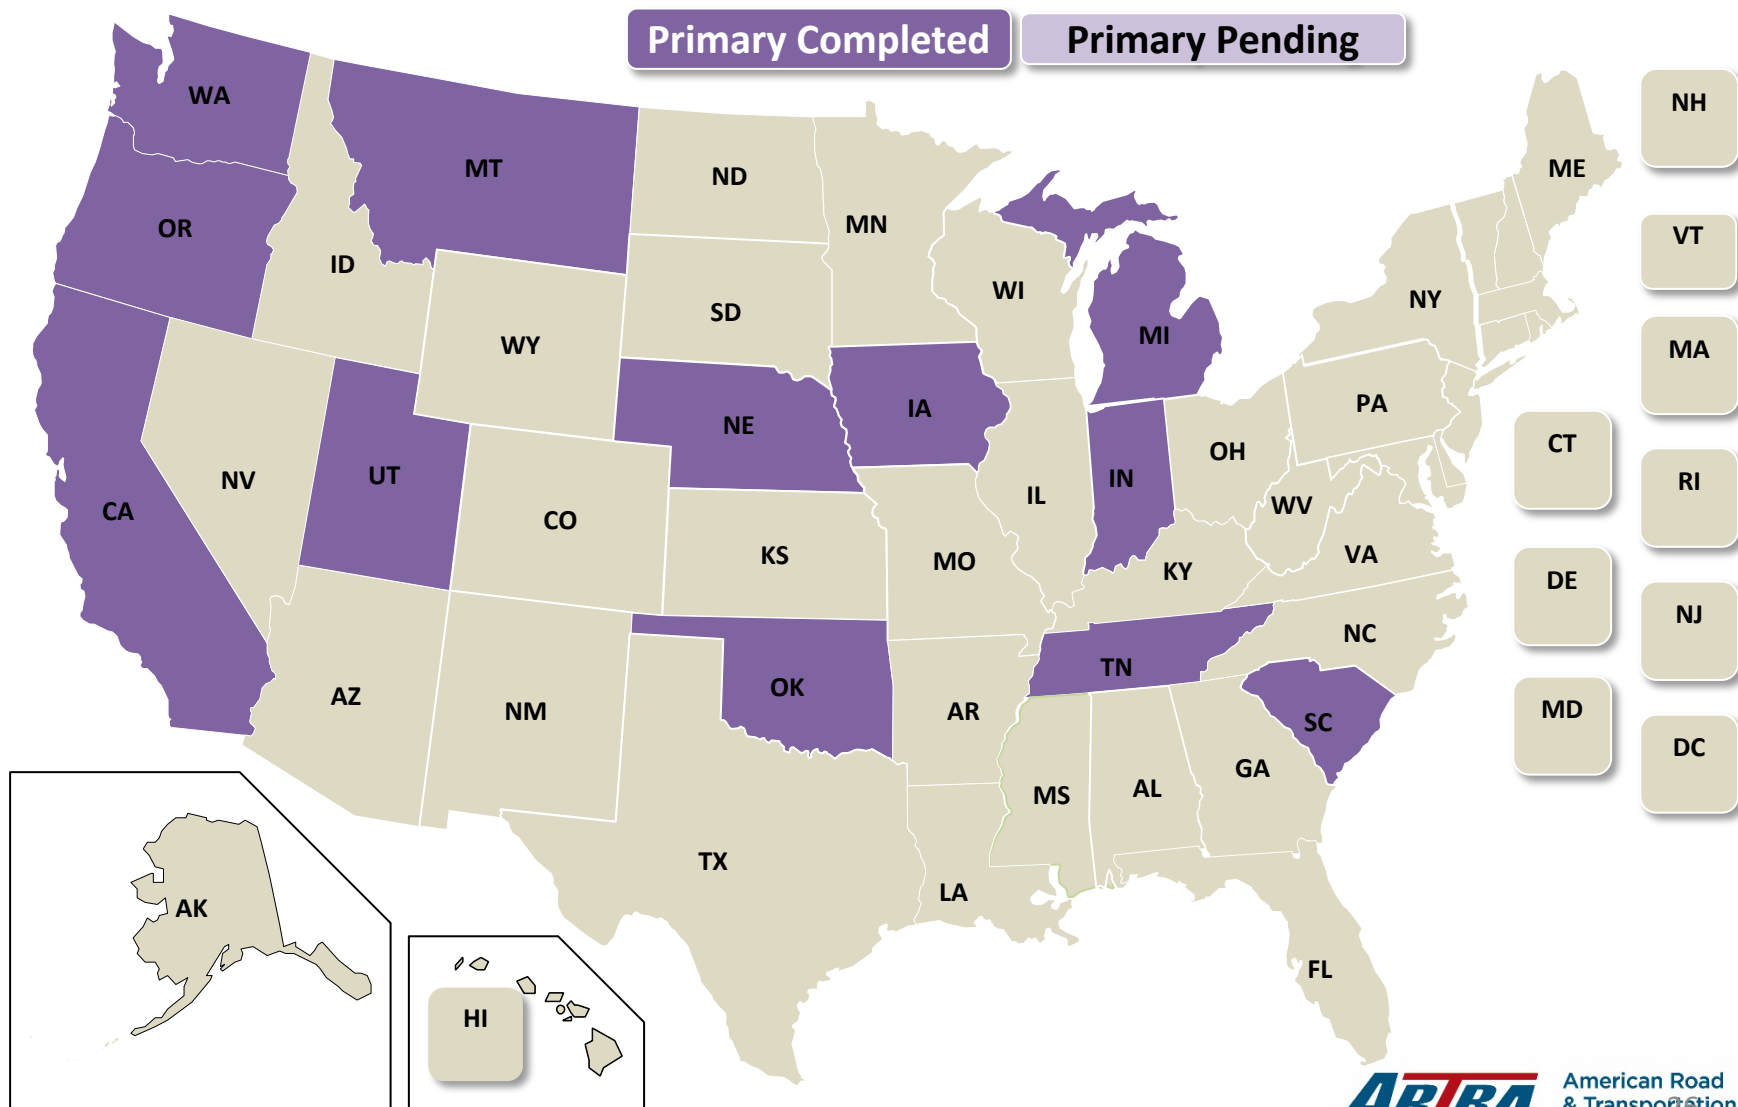 Primary Completed
Primary Pending
WA
MT
ND
MN
ME
NH
OR
ID
SD
WI
NY
VT
WY
MI
MA
NE
IA
PA
CT
NV
UT
CO
IL
IN
OH
RI
CA
KS
MO
WV
VA
KY
DE
NJ
AZ
NM
OK
AR
TN
NC
SC
MD
DC
TX
LA
MS
AL
GA
FL
AK
HI
ARTBA
American Road
& Transportation